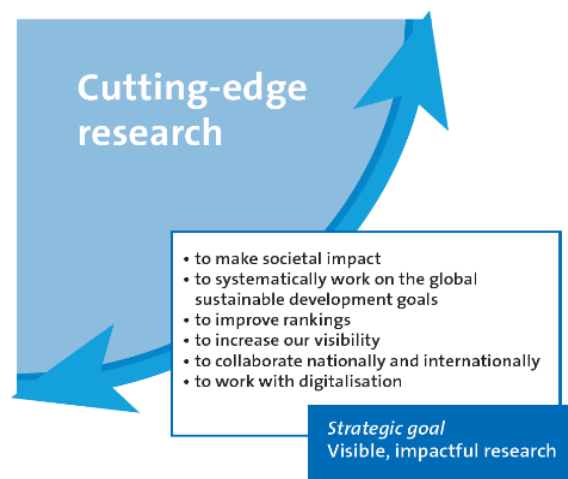 Cutting-edge
research
• to make societal impact
• to systematically work on the global
sustainable development goals
• to improve rankings
• to increase our visibility
• to collaborate nationally and internationally
• to work with digitalisation
Strategic goal
Visible, impactful research